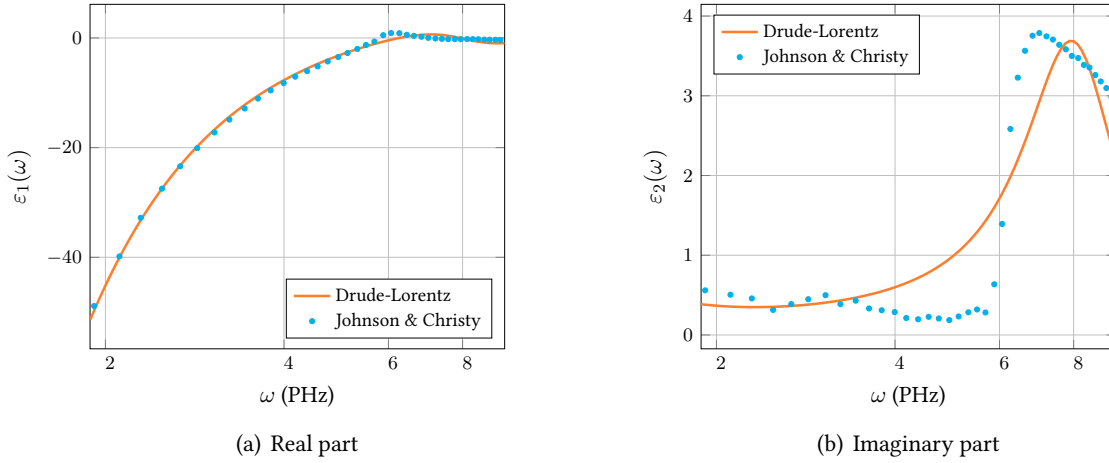 0
−20
−40
2
4
6
8
ε₁(ω)
ω (PHz)
Drude-Lorentz
Johnson & Christy
(a) Real part
4
3
2
1
0
2
4
6
8
ε₂(ω)
ω (PHz)
Drude-Lorentz
Johnson & Christy
(b) Imaginary part